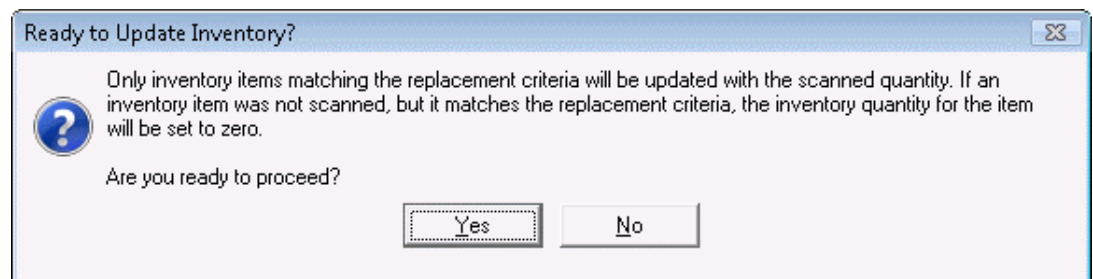 Ready to Update Inventory?
Only inventory items matching the replacement criteria will be updated with the scanned quantity. If an
inventory item was not scanned, but it matches the replacement criteria, the inventory quantity for the item
will be set to zero.
Are you ready to proceed?
Yes No